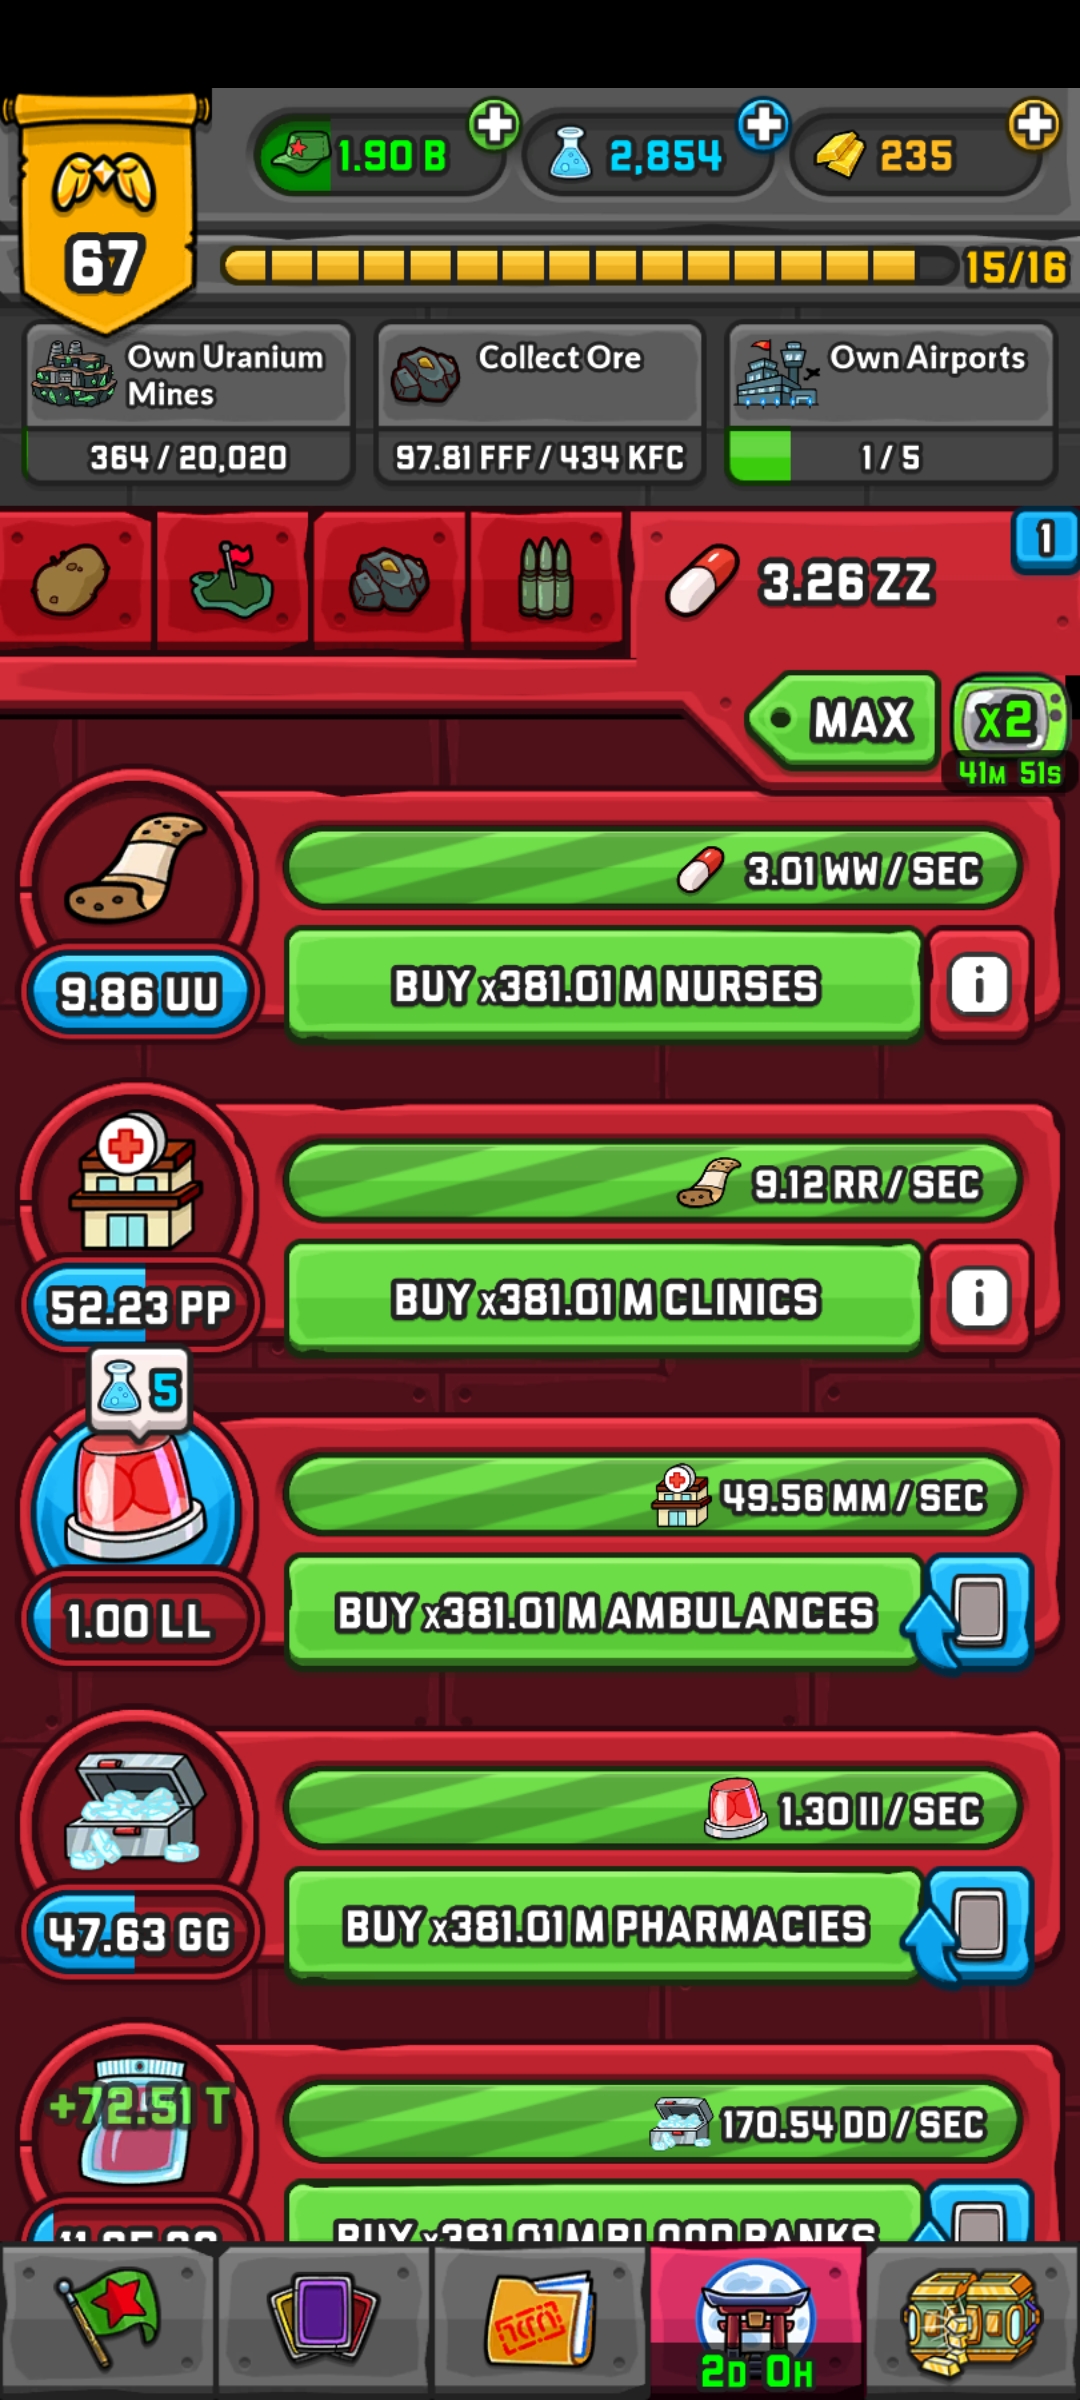 67
1.90 B
2,854
235
15/16
Own Uranium
Mines
364 / 20,020
Collect Ore
97.81 FFF / 434 KFC
Own Airports
1 / 5
3.26 ZZ
1
MAX
x2
41M 51S
3.01 WW / SEC
9.86 UU
BUY x381.01 M NURSES
i
9.12 RR / SEC
52.23 PP
BUY x381.01 M CLINICS
i
5
49.56 MM / SEC
1.00 LL
BUY x381.01 M AMBULANCES
1.30 II / SEC
47.63 GG
BUY x381.01 M PHARMACIES
+72.51 T
170.54 DD / SEC
BUY x381.01 M BLOOD BANKS
2D 0H